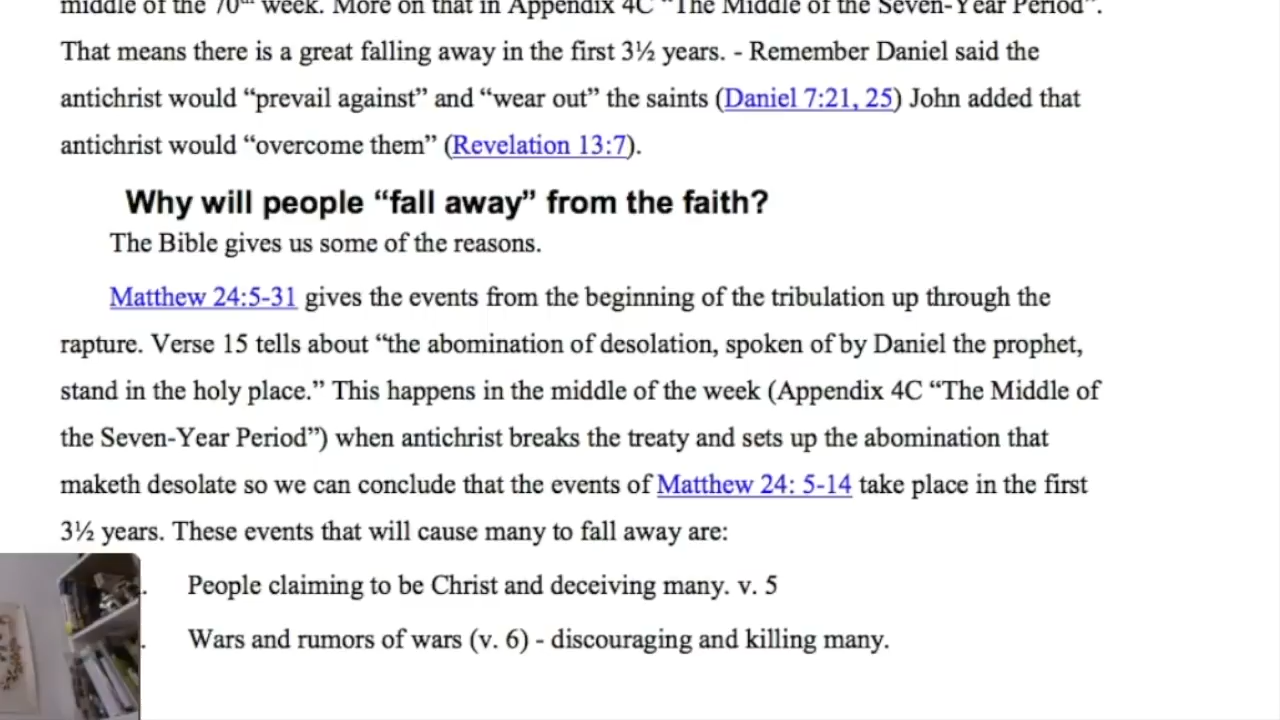 middle of the 70th week. More on that in Appendix 4C “The Middle of the Seven-Year Period”.
That means there is a great falling away in the first 3½ years. - Remember Daniel said the
antichrist would “prevail against” and “wear out” the saints (Daniel 7:21, 25) John added that
antichrist would “overcome them” (Revelation 13:7).
Why will people “fall away” from the faith?
The Bible gives us some of the reasons.
Matthew 24:5-31 gives the events from the beginning of the tribulation up through the
rapture. Verse 15 tells about “the abomination of desolation, spoken of by Daniel the prophet,
stand in the holy place.” This happens in the middle of the week (Appendix 4C “The Middle of
the Seven-Year Period”) when antichrist breaks the treaty and sets up the abomination that
maketh desolate so we can conclude that the events of Matthew 24: 5-14 take place in the first
3½ years. These events that will cause many to fall away are:
. People claiming to be Christ and deceiving many. v. 5
. Wars and rumors of wars (v. 6) - discouraging and killing many.